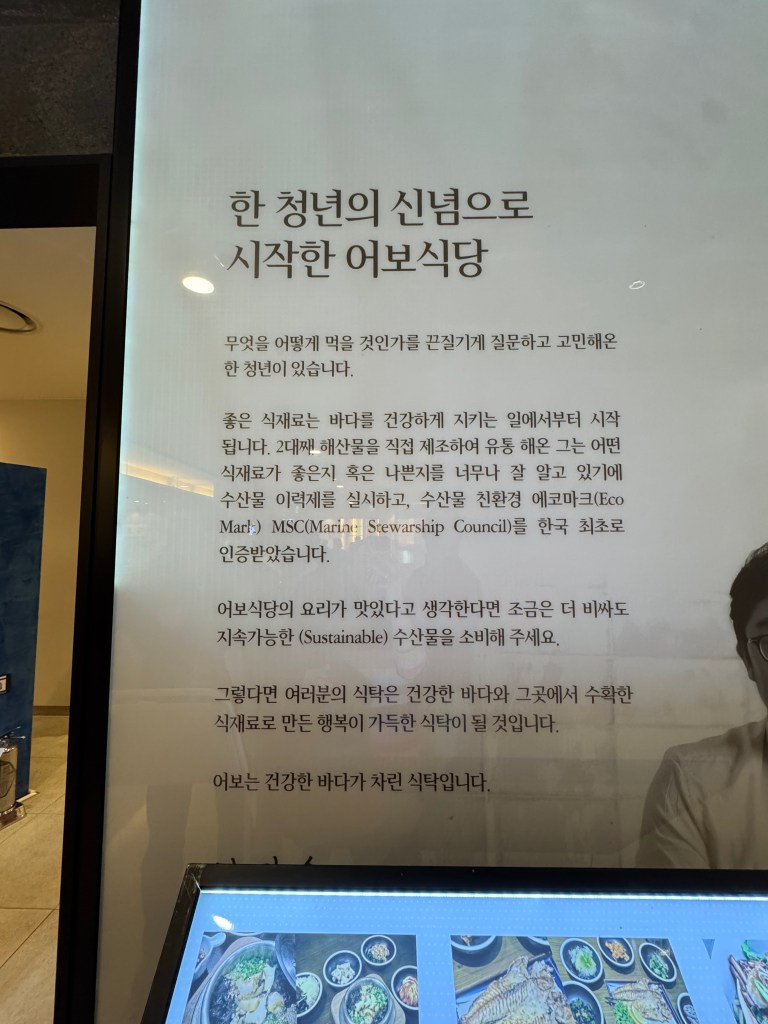 한 청년의 신념으로
시작한 어보식당
무엇을 어떻게 먹을 것인가를 끈질기게 질문하고 고민해온
한 청년이 있습니다.
좋은 식재료는 바다를 건강하게 지키는 일에서부터 시작
됩니다. 2대째 해산물을 직접 제조하여 유통 해온 그는 어떤
식재료가 좋은지 혹은 나쁜지를 너무나 잘 알고 있기에
수산물 이력제를 실시하고, 수산물 친환경 에코마크(Eco
Mark) MSC(Marine Stewarship Council)를 한국 최초로
인증받았습니다.
어보식당의 요리가 맛있다고 생각한다면 조금은 더 비싸도
지속가능한 (Sustainable) 수산물을 소비해 주세요.
그렇다면 여러분의 식탁은 건강한 바다와 그곳에서 수확한
식재료로 만든 행복이 가득한 식탁이 될 것입니다.
어보는 건강한 바다가 차린 식탁입니다.